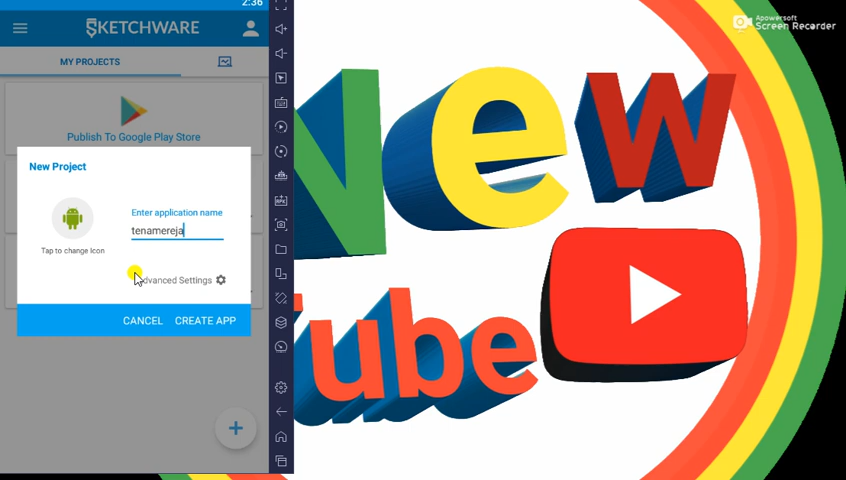 2:36
SKETCHWARE
MY PROJECTS
Publish To Google Play Store
New Project
Enter application name
tenamereja
Tap to change Icon
dvanced Settings
CANCEL CREATE APP
New
Tube
Apowersoft
Screen Recorder